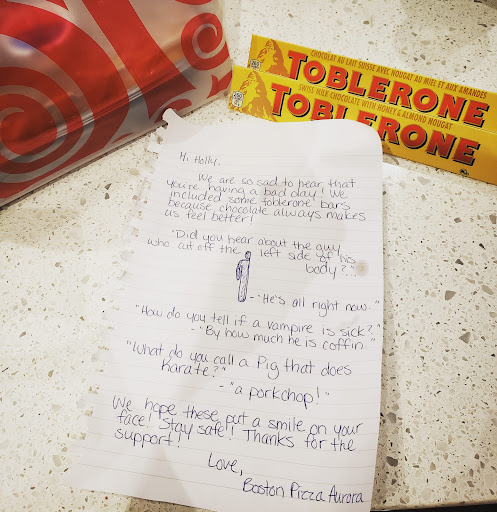 CHOCOLAT AU LAIT SUISSE AVEC NOUGAT AU MIEL ET AUX AMANDES
TOBLERONE
SWISS MILK CHOCOLATE WITH HONEY & ALMOND NOUGAT
TOBLERONE
Hi Holly,
We are so sad to hear that
you're having a bad day! We
included some toblerone bars
because chocolate always makes
us feel better!
"Did you hear about the guy
who cut off the left side of his
body?"
- "He's all right now."
"How do you tell if a vampire is sick?"
- "By how much he is coffin."
"What do you call a Pig that does
karate?"
- "a porkchop!"
We hope these put a smile on your
face! Stay safe! Thanks for the
support!
Love,
Boston Pizza Aurora